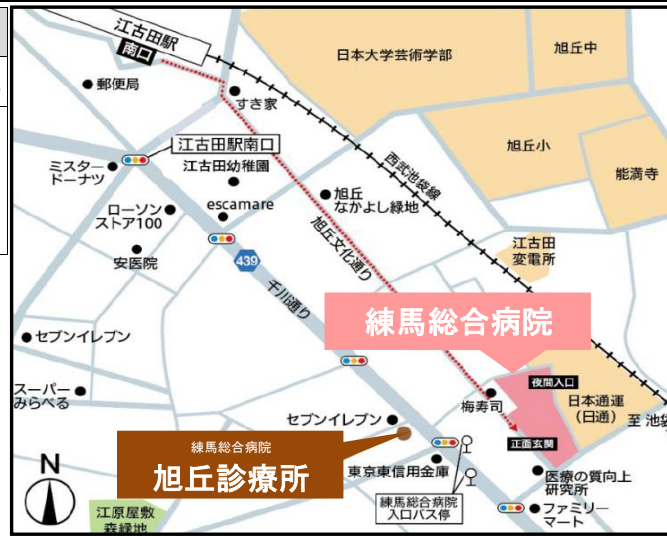 江古田駅
南口
郵便局
すき家
日本大学芸術学部
旭丘中
旭丘小
能満寺
江古田駅南口
ミスター
ドーナツ
江古田幼稚園
西武池袋線
ローソン
ストア100
escamare
旭丘
なかよし緑地
旭丘文化通り
江古田
変電所
安医院
439
千川通り
練馬総合病院
セブンイレブン
夜間入口
スーパー
みらべる
梅寿司
日本通運
(日通)
至 池袋
セブンイレブン
練馬総合病院
旭丘診療所
正面玄関
N
東京東信用金庫
医療の質向上
研究所
練馬総合病院
入口バス停
ファミリー
マート
江原屋敷
森緑地